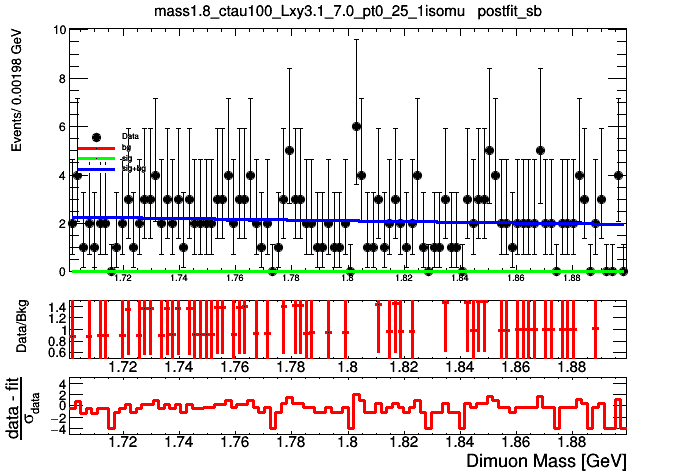 mass1.8_ctau100_Lxy3.1_7.0_pt0_25_1isomu postfit_sb
Events/ 0.00198 GeV
10
8
6
4
2
0
Data
bg
sig
sig+bg
1.72 1.74 1.76 1.78 1.8 1.82 1.84 1.86 1.88
Data/Bkg
1.4
1.2
1
0.8
0.6
1.72 1.74 1.76 1.78 1.8 1.82 1.84 1.86 1.88
data - fit
σdata
4
2
0
−2
−4
1.72 1.74 1.76 1.78 1.8 1.82 1.84 1.86 1.88
Dimuon Mass [GeV]